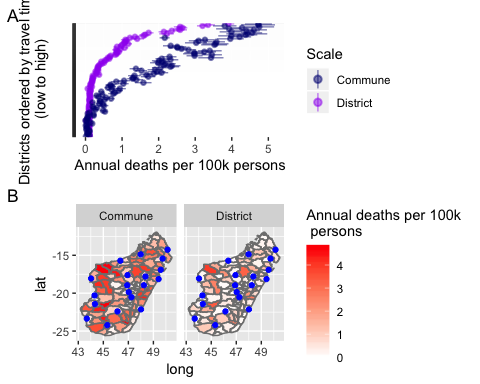 A
Districts ordered by travel tim
(low to high)
0 1 2 3 4 5
Annual deaths per 100k persons
Scale
Commune
District
B
Commune District
-15
-20
-25
lat
43 45 47 49 43 45 47 49
long
Annual deaths per 100k
persons
4
3
2
1
0